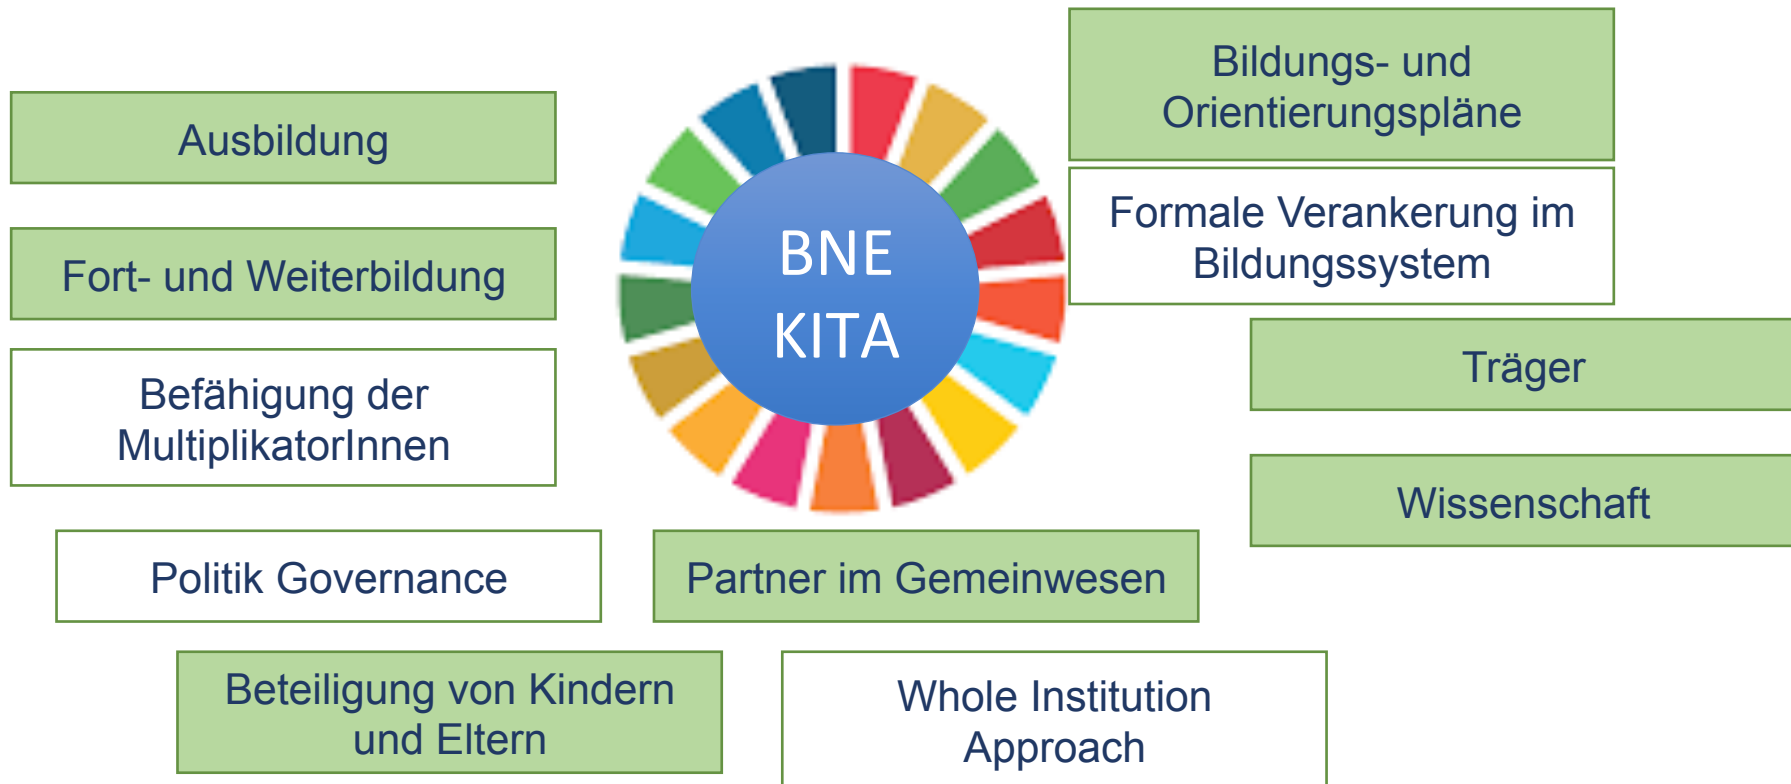 Ausbildung
Fort- und Weiterbildung
Befähigung der
MultiplikatorInnen
BNE
KITA
Bildungs- und
Orientierungspläne
Formale Verankerung im
Bildungssystem
Träger
Wissenschaft
Politik Governance
Partner im Gemeinwesen
Beteiligung von Kindern
und Eltern
Whole Institution
Approach